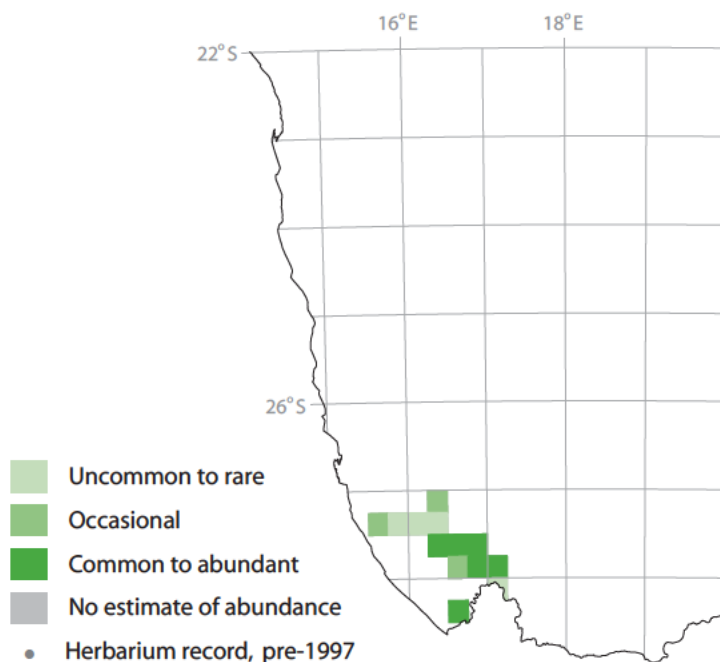 16°E 18°E
22°S
26°S
Uncommon to rare
Occasional
Common to abundant
No estimate of abundance
Herbarium record, pre-1997